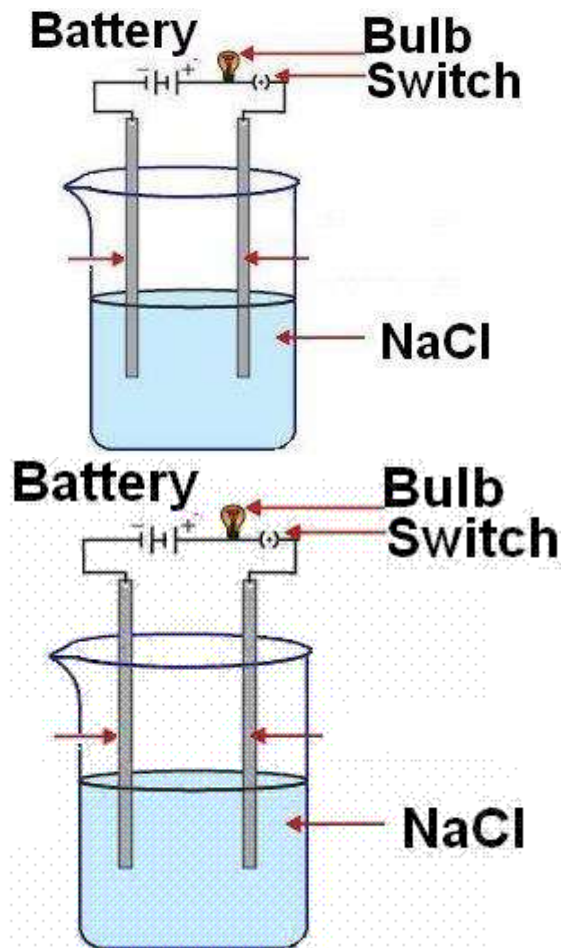 Battery Bulb
Switch
− +
NaCl
Battery Bulb
Switch
− +
NaCl